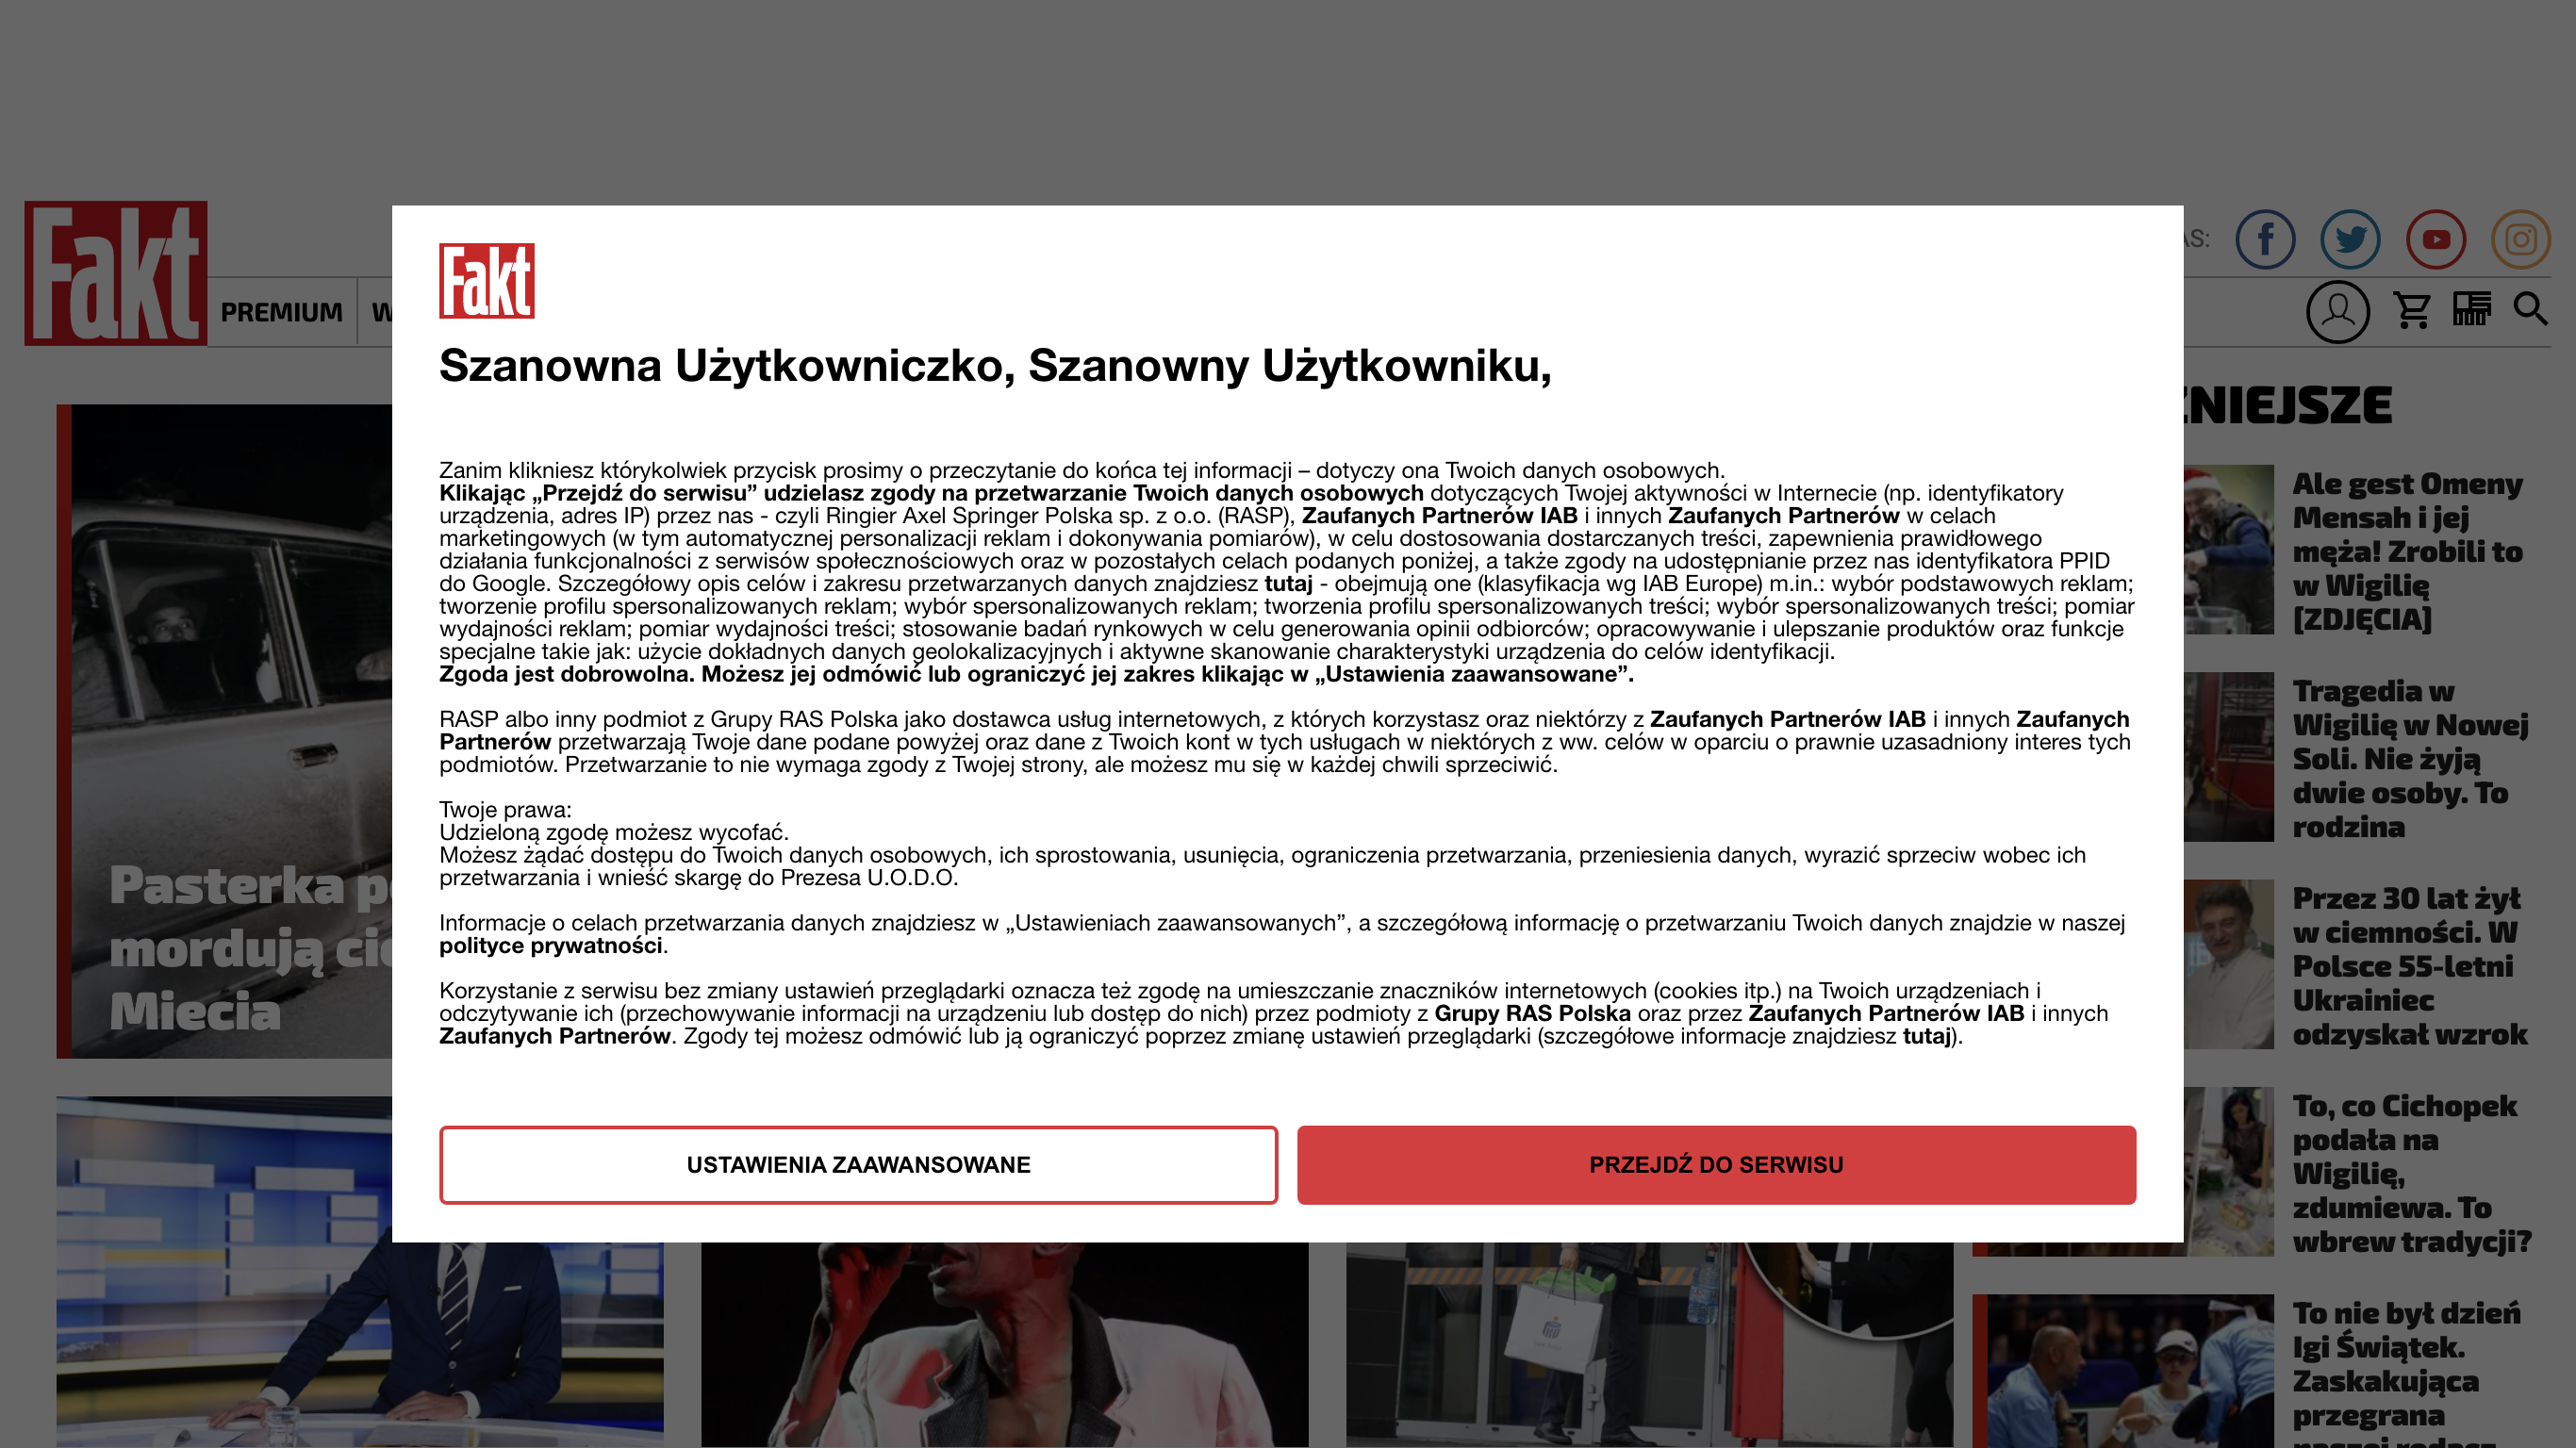 Fakt
PREMIUM
Fakt
Szanowna Użytkowniczko, Szanowny Użytkowniku,
Zanim klikniesz którykolwiek przycisk prosimy o przeczytanie do końca tej informacji – dotyczy ona Twoich danych osobowych.
Klikając „Przejdź do serwisu” udzielasz zgody na przetwarzanie Twoich danych osobowych dotyczących Twojej aktywności w Internecie (np. identyfikatory
urządzenia, adres IP) przez nas - czyli Ringier Axel Springer Polska sp. z o.o. (RASP), Zaufanych Partnerów IAB i innych Zaufanych Partnerów w celach
marketingowych (w tym automatycznej personalizacji reklam i dokonywania pomiarów), w celu dostosowania dostarczanych treści, zapewnienia prawidłowego
działania funkcjonalności z serwisów społecznościowych oraz w pozostałych celach podanych poniżej, a także zgody na udostępnianie przez nas identyfikatora PPID
do Google. Szczegółowy opis celów i zakresu przetwarzanych danych znajdziesz tutaj - obejmują one (klasyfikacja wg IAB Europe) m.in.: wybór podstawowych reklam;
tworzenie profilu spersonalizowanych reklam; wybór spersonalizowanych reklam; tworzenia profilu spersonalizowanych treści; wybór spersonalizowanych treści; pomiar
wydajności reklam; pomiar wydajności treści; stosowanie badań rynkowych w celu generowania opinii odbiorców; opracowywanie i ulepszanie produktów oraz funkcje
specjalne takie jak: użycie dokładnych danych geolokalizacyjnych i aktywne skanowanie charakterystyki urządzenia do celów identyfikacji.
Zgoda jest dobrowolna. Możesz jej odmówić lub ograniczyć jej zakres klikając w „Ustawienia zaawansowane”.
RASP albo inny podmiot z Grupy RAS Polska jako dostawca usług internetowych, z których korzystasz oraz niektórzy z Zaufanych Partnerów IAB i innych Zaufanych
Partnerów przetwarzają Twoje dane podane powyżej oraz dane z Twoich kont w tych usługach w niektórych z ww. celów w oparciu o prawnie uzasadniony interes tych
podmiotów. Przetwarzanie to nie wymaga zgody z Twojej strony, ale możesz mu się w każdej chwili sprzeciwić.
Twoje prawa:
Udzieloną zgodę możesz wycofać.
Możesz żądać dostępu do Twoich danych osobowych, ich sprostowania, usunięcia, ograniczenia przetwarzania, przeniesienia danych, wyrazić sprzeciw wobec ich
przetwarzania i wnieść skargę do Prezesa U.O.D.O.
Informacje o celach przetwarzania danych znajdziesz w „Ustawieniach zaawansowanych”, a szczegółową informację o przetwarzaniu Twoich danych znajdzie w naszej
polityce prywatności.
Korzystanie z serwisu bez zmiany ustawień przeglądarki oznacza też zgodę na umieszczanie znaczników internetowych (cookies itp.) na Twoich urządzeniach i
odczytywanie ich (przechowywanie informacji na urządzeniu lub dostęp do nich) przez podmioty z Grupy RAS Polska oraz przez Zaufanych Partnerów IAB i innych
Zaufanych Partnerów. Zgody tej możesz odmówić lub ją ograniczyć poprzez zmianę ustawień przeglądarki (szczegółowe informacje znajdziesz tutaj).
USTAWIENIA ZAAWANSOWANE
PRZEJDŹ DO SERWISU
Pasterka
mordują
Miecia
Ale gest Omeny
Mensah i jej
męża! Zrobili to
w Wigilię
[ZDJĘCIA]
Tragedia w
Wigilię w Nowej
Soli. Nie żyją
dwie osoby. To
rodzina
Przez 30 lat żył
w ciemności. W
Polsce 55-letni
Ukrainiec
odzyskał wzrok
To, co Cichopek
podała na
Wigilię,
zdumiewa. To
wbrew tradycji?
To nie był dzień
Igi Świątek.
Zaskakująca
przegrana